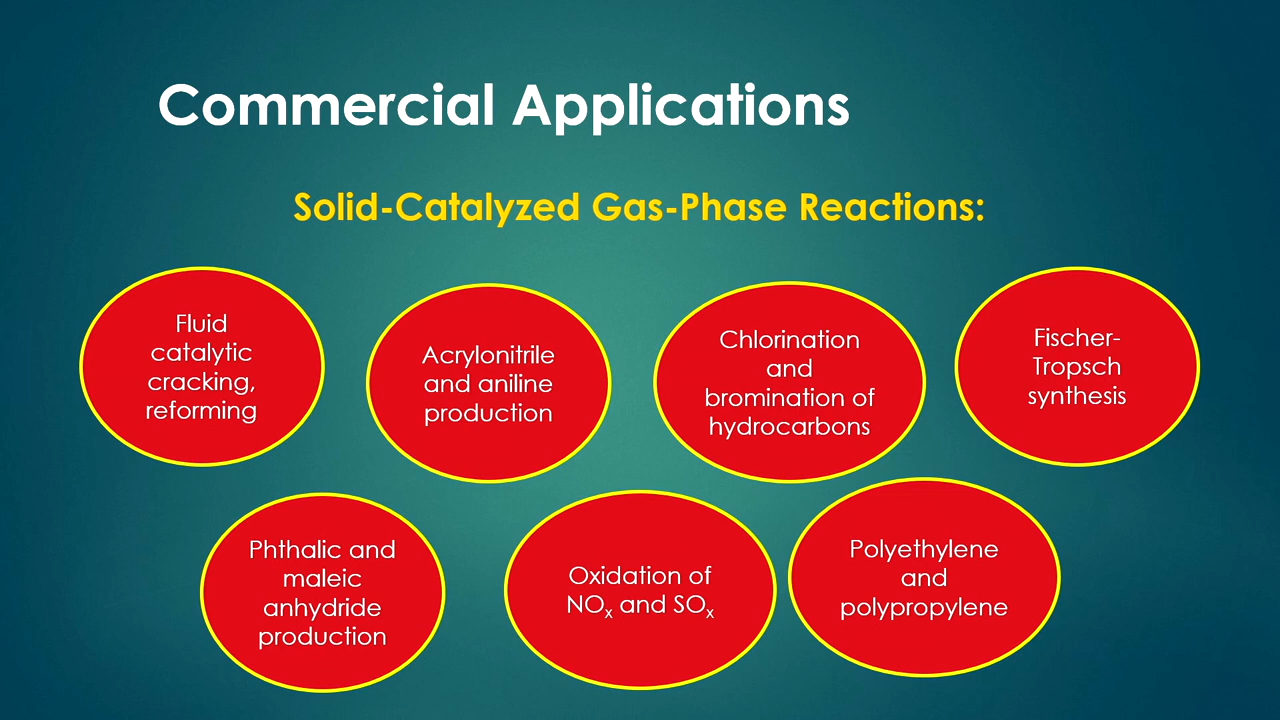 Commercial Applications
Solid-Catalyzed Gas-Phase Reactions:
Fluid
catalytic
cracking,
reforming
Acrylonitrile
and aniline
production
Chlorination
and
bromination of
hydrocarbons
Fischer-
Tropsch
synthesis
Phthalic and
maleic
anhydride
production
Oxidation of
NOₓ and SOₓ
Polyethylene
and
polypropylene